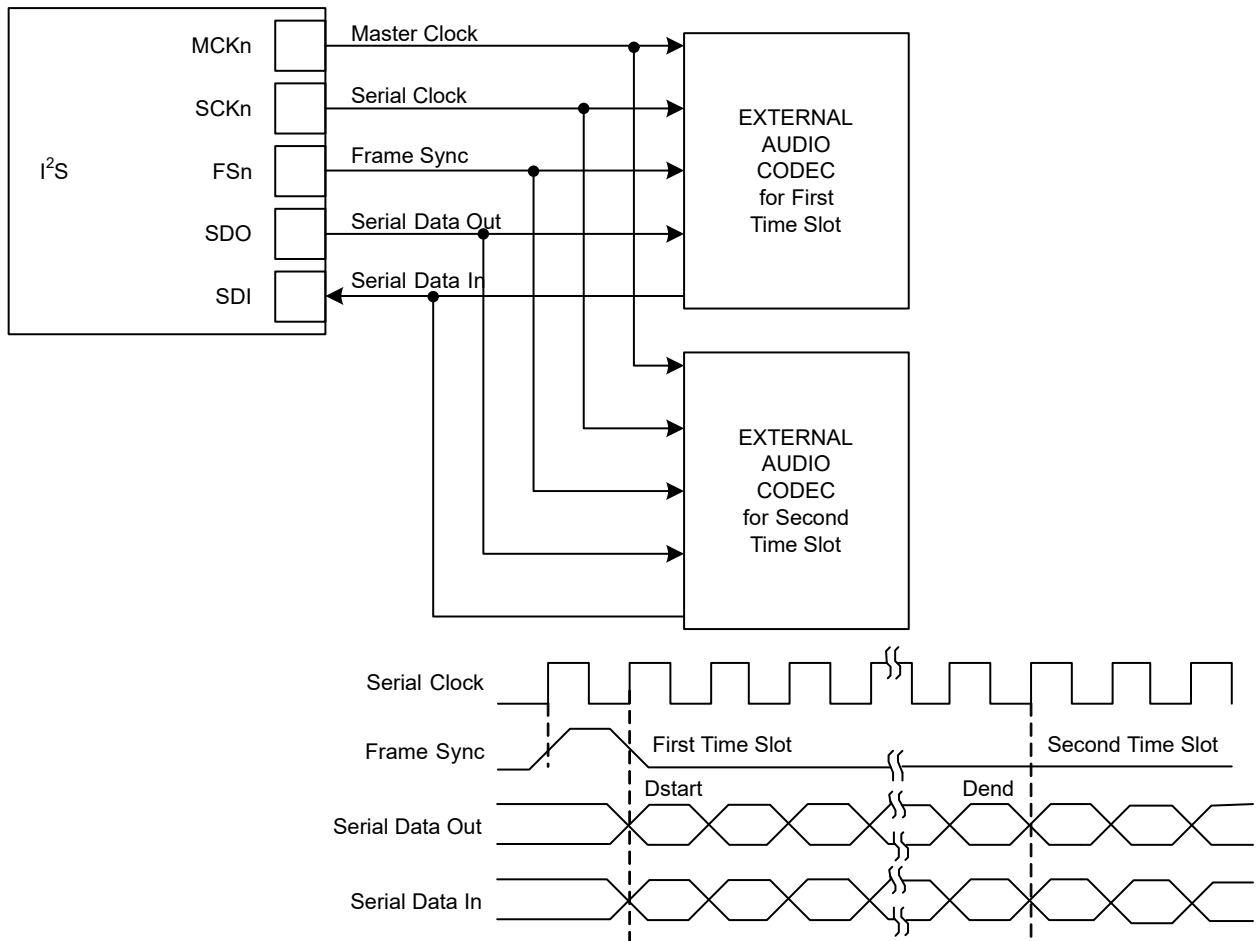 MCKn
Master Clock
SCKn
Serial Clock
I²S
FSn
Frame Sync
SDO
Serial Data Out
SDI
Serial Data In
EXTERNAL
AUDIO
CODEC
for First
Time Slot
EXTERNAL
AUDIO
CODEC
for Second
Time Slot
Serial Clock
Frame Sync
First Time Slot
Second Time Slot
Dstart
Dend
Serial Data Out
Serial Data In